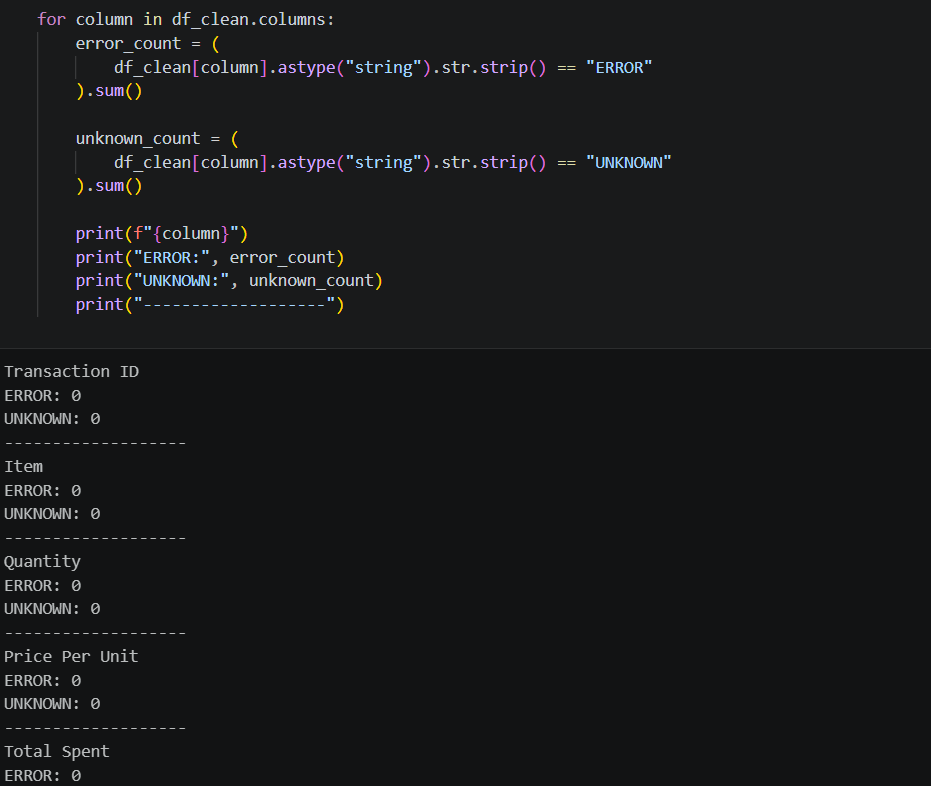 for column in df_clean.columns:
    error_count = (
        df_clean[column].astype("string").str.strip() == "ERROR"
    ).sum()

    unknown_count = (
        df_clean[column].astype("string").str.strip() == "UNKNOWN"
    ).sum()

    print(f"{column}")
    print("ERROR:", error_count)
    print("UNKNOWN:", unknown_count)
    print("-------------------")
Transaction ID
ERROR: 0
UNKNOWN: 0
-------------------
Item
ERROR: 0
UNKNOWN: 0
-------------------
Quantity
ERROR: 0
UNKNOWN: 0
-------------------
Price Per Unit
ERROR: 0
UNKNOWN: 0
-------------------
Total Spent
ERROR: 0